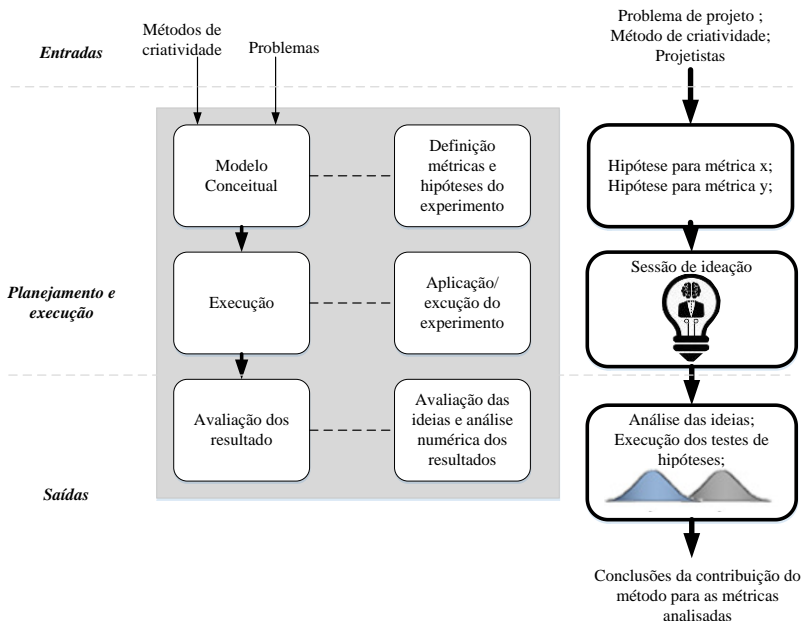 Entradas
Métodos de
criatividade
Problemas
Problema de projeto ;
Método de criatividade;
Projetistas
Modelo
Conceitual
Definição
métricas e
hipóteses do
experimento
Hipótese para métrica x;
Hipótese para métrica y;
Planejamento e
execução
Execução
Aplicação/
excução do
experimento
Sessão de ideação
Saídas
Avaliação dos
resultado
Avaliação das
ideias e análise
numérica dos
resultados
Análise das ideias;
Execução dos testes de
hipóteses;
Conclusões da contribuição do
método para as métricas
analisadas